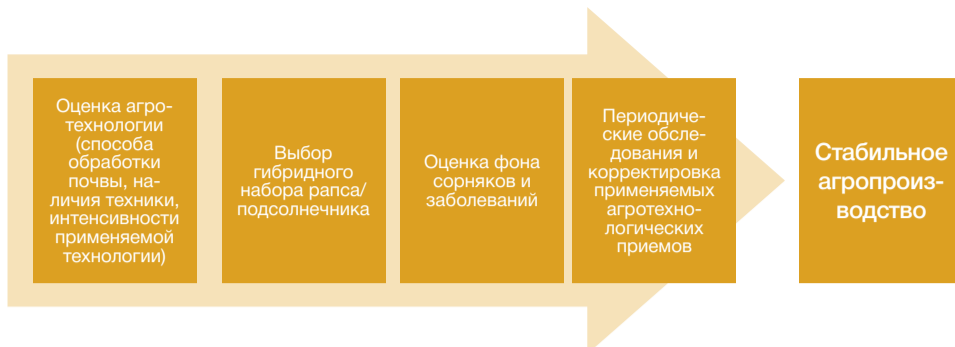 Оценка агро-
технологии
(способа
обработки
почвы, на-
личия техники,
интенсивности
применяемой
технологии)
Выбор
гибридного
набора рапса/
подсолнечника
Оценка фона
сорняков и
заболеваний
Периодиче-
ские обсле-
дования и
корректировка
применяемых
агротехно-
логических
приемов
Стабильное
агропроиз-
водство